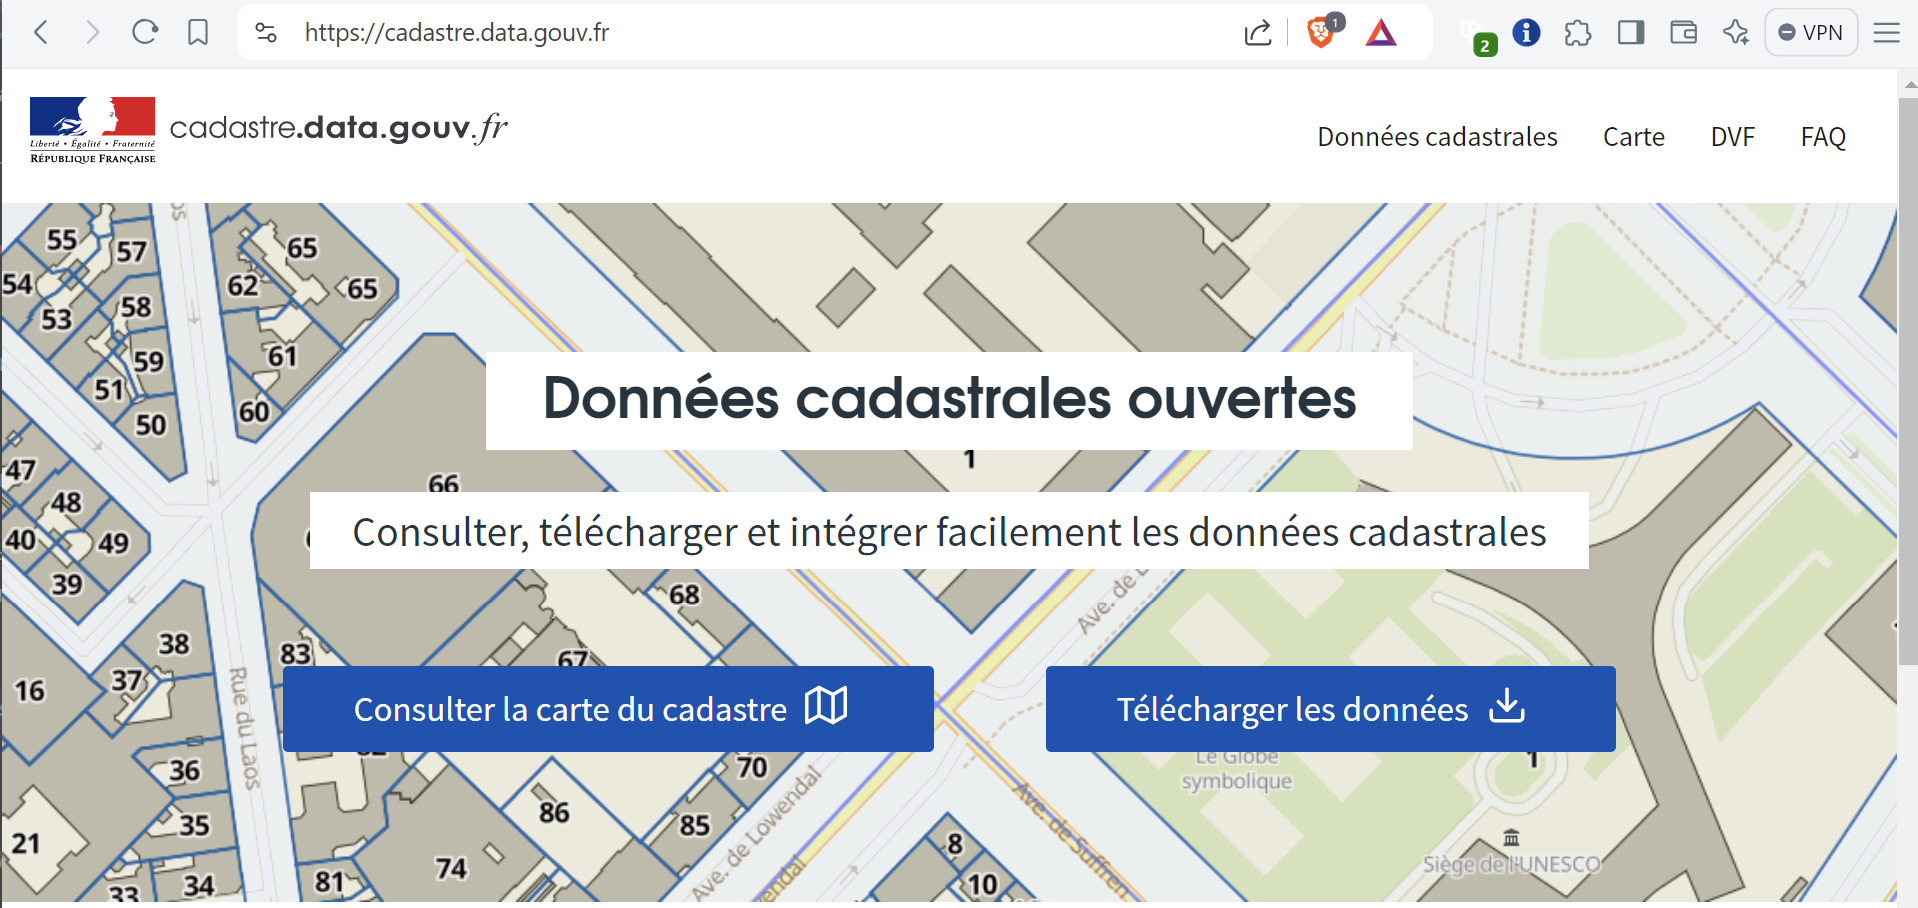 https://cadastre.data.gouv.fr
1
2
VPN
Liberté • Égalité • Fraternité
RÉPUBLIQUE FRANÇAISE
cadastre.data.gouv.fr
Données cadastrales
Carte
DVF
FAQ
55
57
65
54
62
65
58
53
59
61
51
60
50
Données cadastrales ouvertes
1
47
66
48
Consulter, télécharger et intégrer facilement les données cadastrales
40
49
39
68
Ave. de
38
83
67
37
16
Rue du Laos
Consulter la carte du cadastre
Télécharger les données
Le Globe
symbolique
1
36
70
86
35
85
21
Ave. de Lowendal
Ave. de Suffren
8
Siège de l'UNESCO
74
81
34
33
10